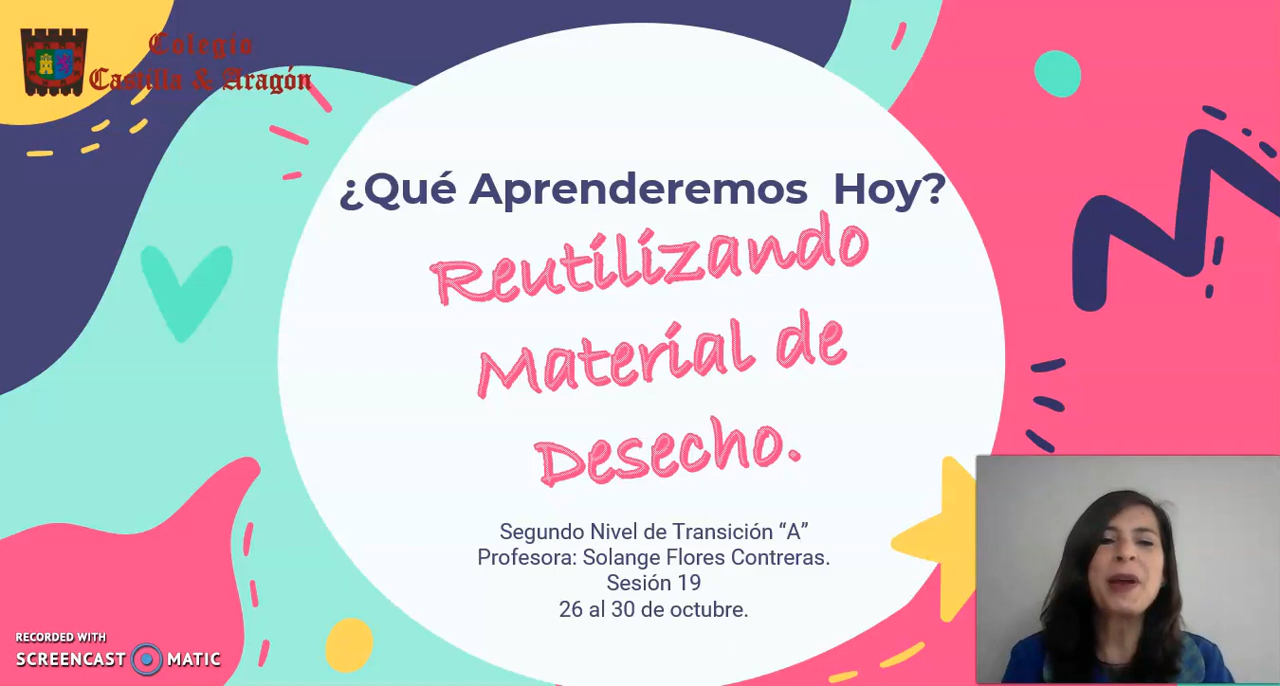 Colegio
Castilla & Aragón
¿Qué Aprenderemos Hoy?
Reutilizando
Material de
Desecho.
Segundo Nivel de Transición “A”
Profesora: Solange Flores Contreras.
Sesión 19
26 al 30 de octubre.
RECORDED WITH
SCREENCAST MATIC